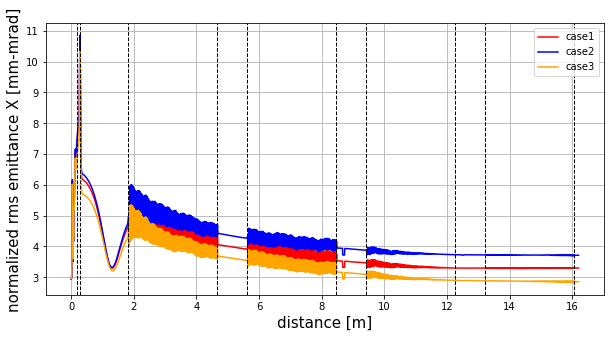 case1
case2
case3
normalized rms emittance X [mm-mrad]
11
10
9
8
7
6
5
4
3
0 2 4 6 8 10 12 14 16
distance [m]